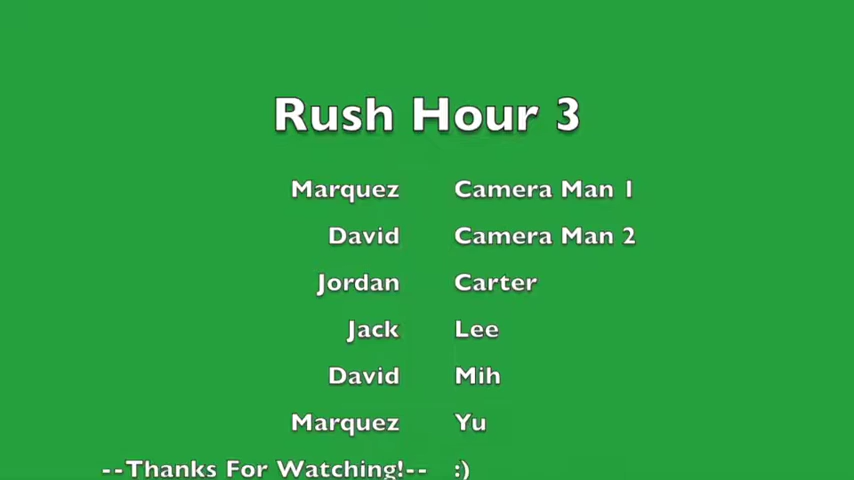 Rush Hour 3
Marquez Camera Man 1
David Camera Man 2
Jordan Carter
Jack Lee
David Mih
Marquez Yu
--Thanks For Watching!-- :)